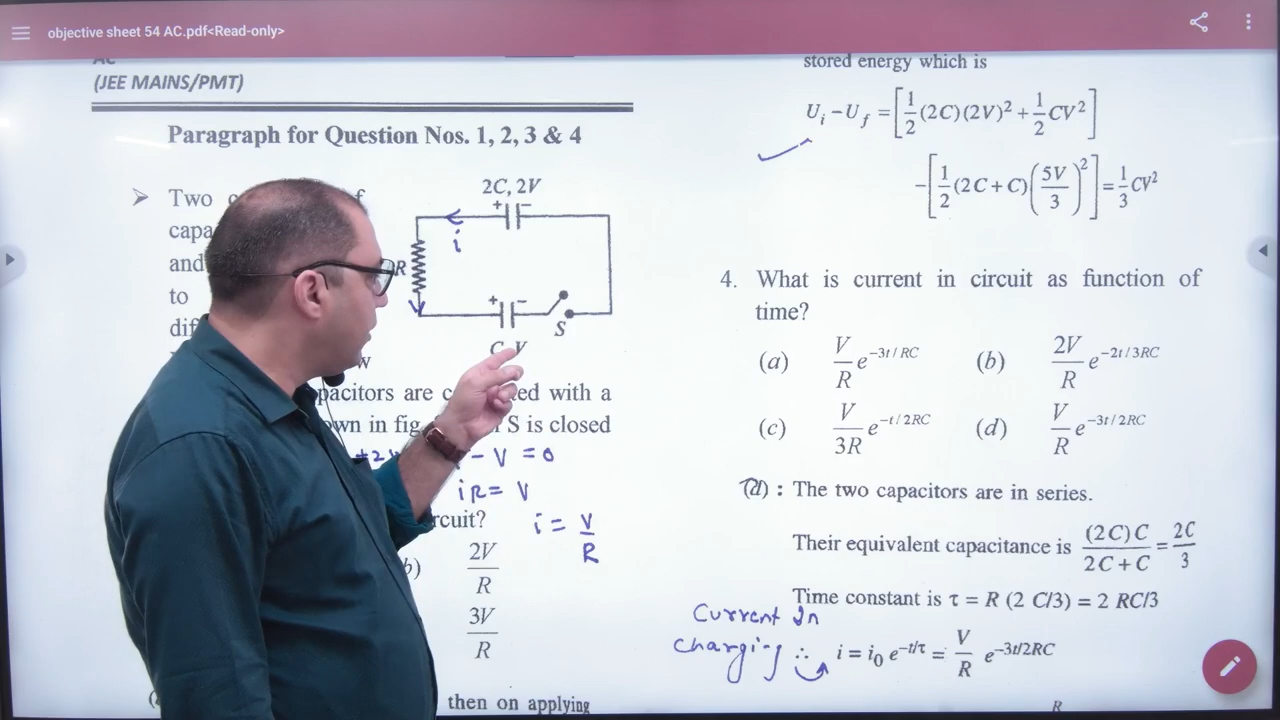 objective sheet 54 AC.pdf<Read-only>
(JEE MAINS/PMT)
Paragraph for Question Nos. 1, 2, 3 & 4
➢ Two
capa
and
to
dif
pacitors are
ed with a
own in fig
S is closed
2C, 2V
+ -
i
R
+ -
S
- V = 0
iR = V
i = V/R
rcuit?
2V/R
3V/R
then on applying
stored energy which is
U_i - U_f = [1/2 (2C)(2V)² + 1/2 CV²]
-[1/2 (2C + C)(5V/3)²] = 1/3 CV²
4. What is current in circuit as function of
time?
(a) V/R e^{-3t/RC} (b) 2V/R e^{-2t/3RC}
(c) V/3R e^{-t/2RC} (d) V/R e^{-3t/2RC}
(d) : The two capacitors are in series.
Their equivalent capacitance is (2C)C/2C + C = 2C/3
Time constant is τ = R (2 C/3) = 2 RC/3
Current In
Charging ∴ i = i₀ e^{-t/τ} = V/R e^{-3t/2RC}
R